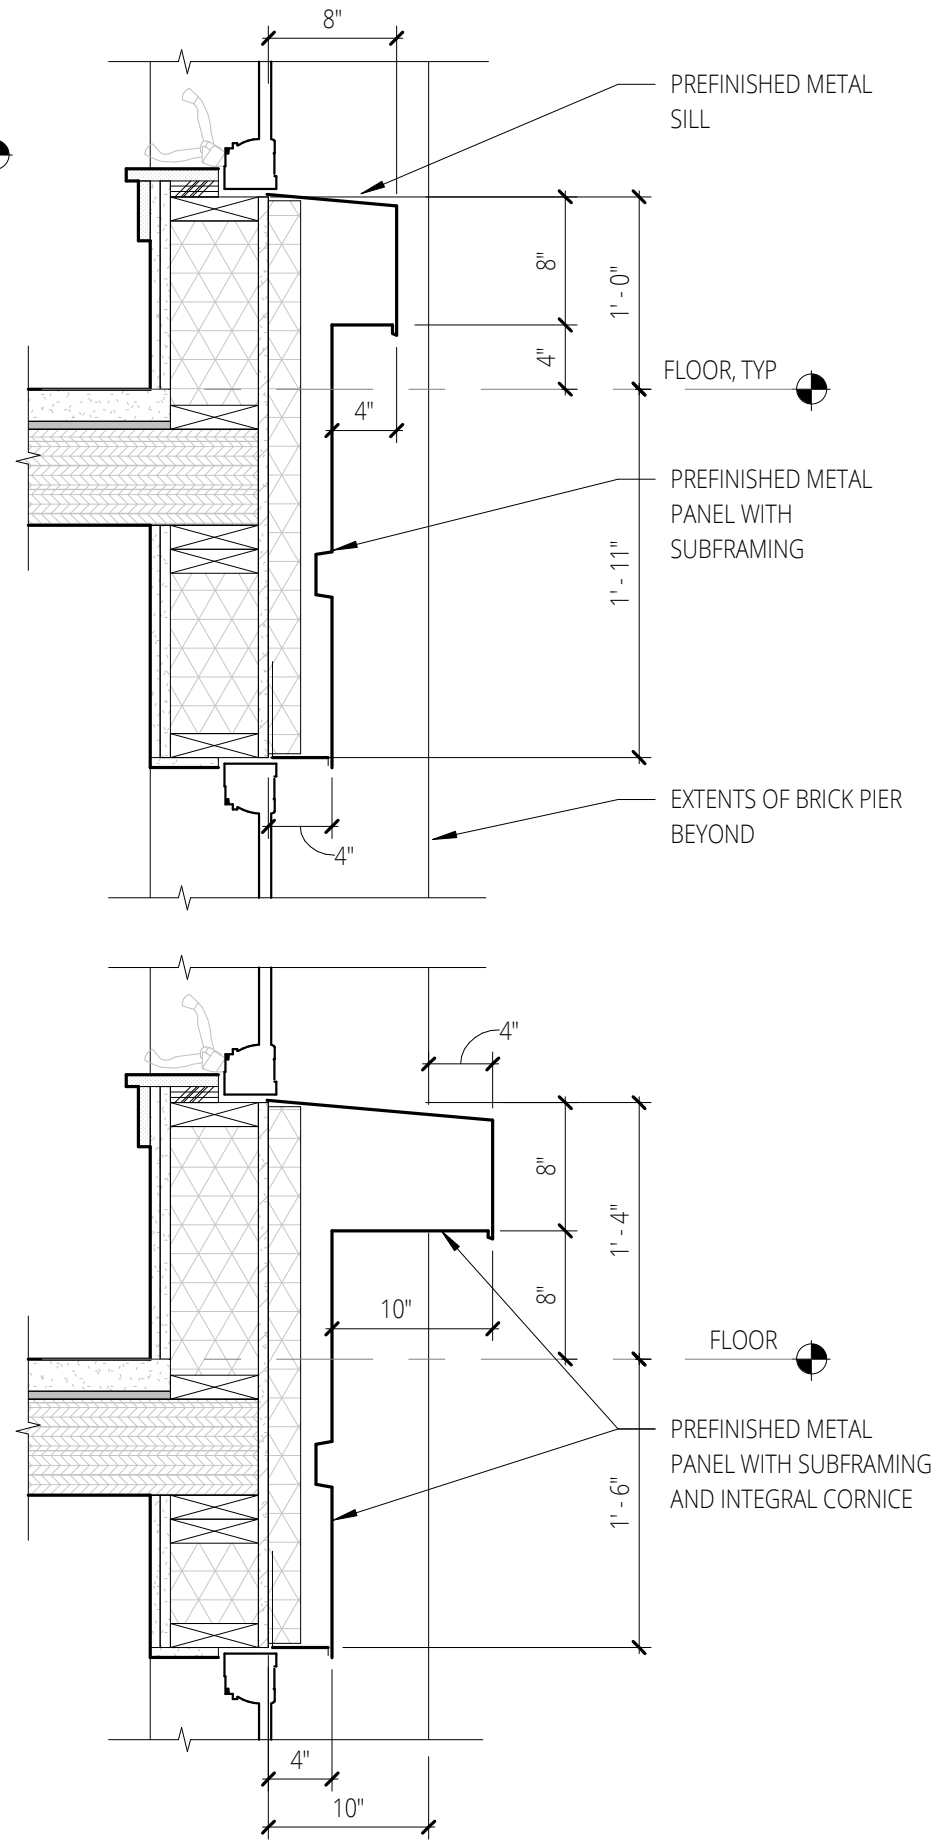 8"
PREFINISHED METAL
SILL
8"
1' - 0"
4"
FLOOR, TYP
4"
PREFINISHED METAL
PANEL WITH
SUBFRAMING
1' - 11"
EXTENTS OF BRICK PIER
BEYOND
4"
4"
8"
1' - 4"
8"
10"
FLOOR
PREFINISHED METAL
PANEL WITH SUBFRAMING
AND INTEGRAL CORNICE
1' - 6"
4"
10"